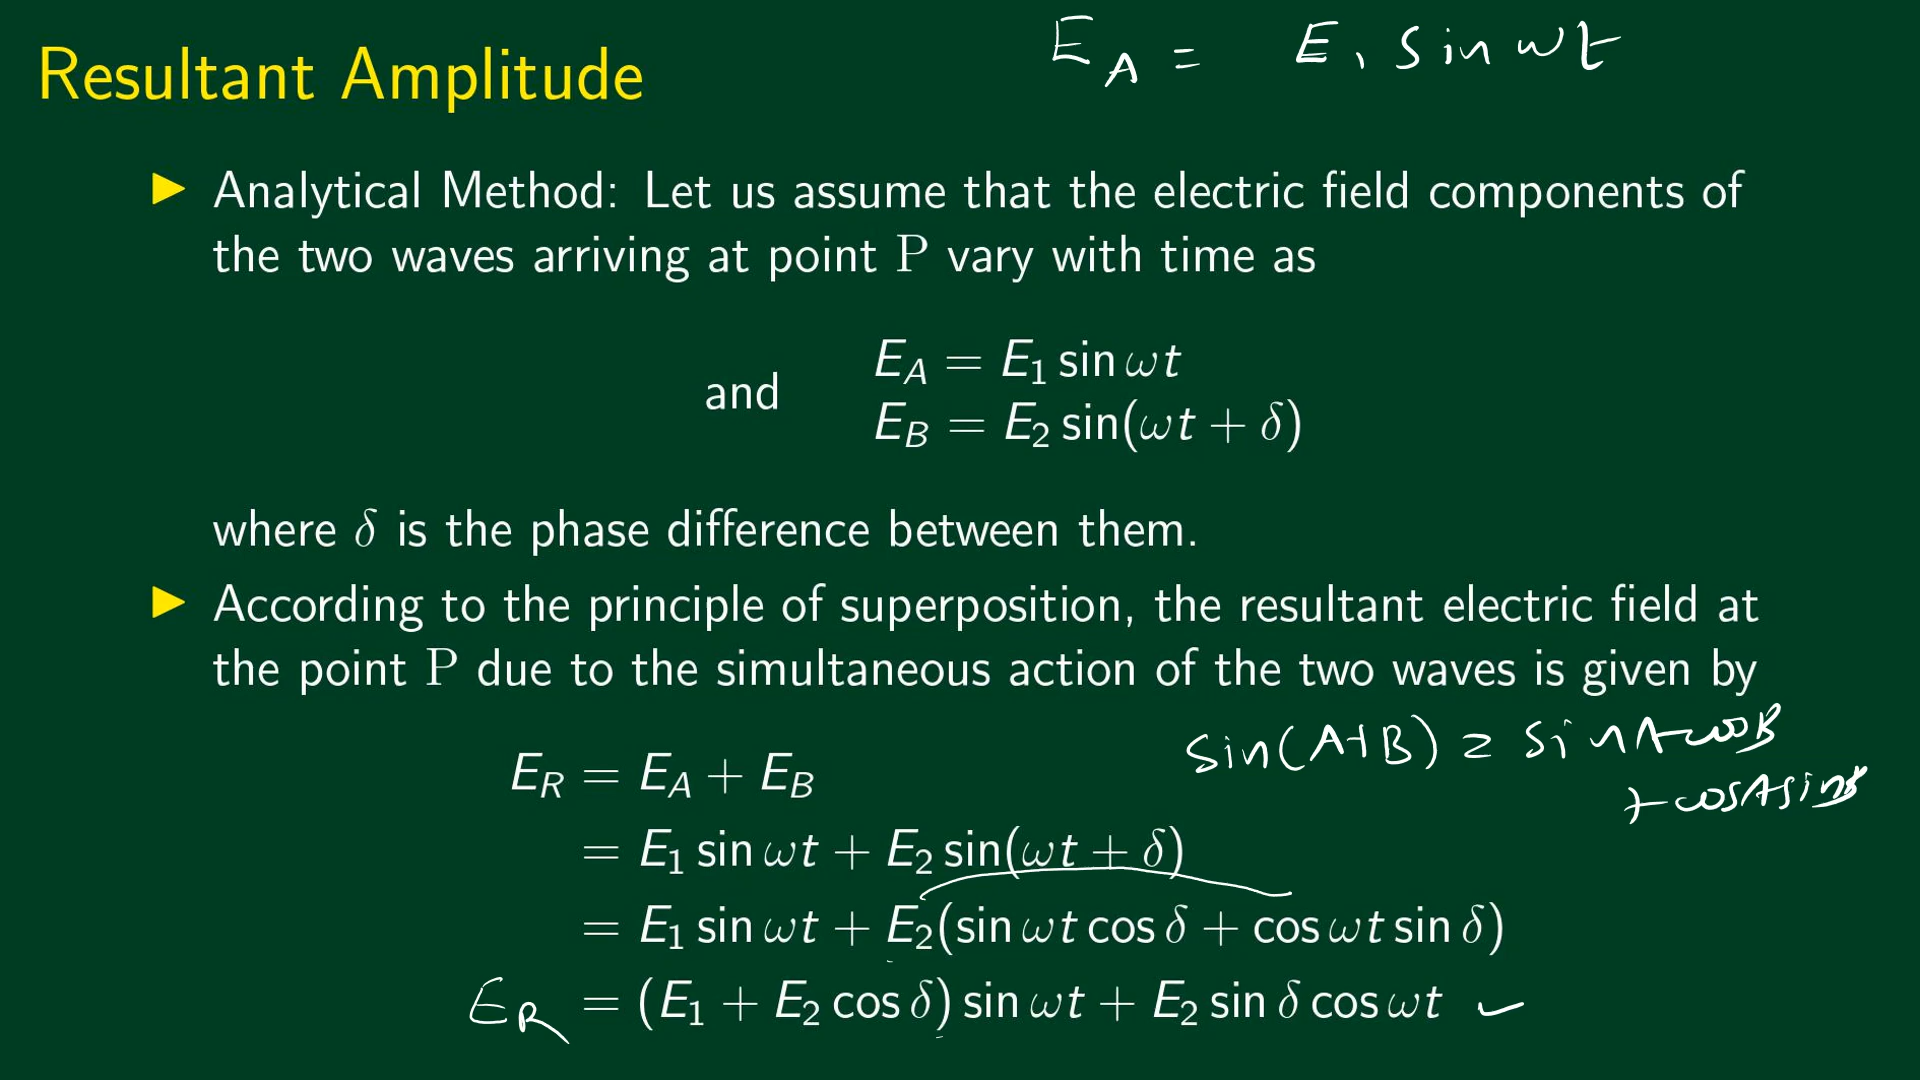 Resultant Amplitude
E_A = E_1 sin ωt
▶ Analytical Method: Let us assume that the electric field components of
the two waves arriving at point P vary with time as
E_A = E_1 sin ωt
and
E_B = E_2 sin(ωt + δ)
where δ is the phase difference between them.
▶ According to the principle of superposition, the resultant electric field at
the point P due to the simultaneous action of the two waves is given by
sin(A+B) = sinA cosB
+ cosA sinB
E_R = E_A + E_B
= E_1 sin ωt + E_2 sin(ωt + δ)
= E_1 sin ωt + E_2(sin ωt cos δ + cos ωt sin δ)
E_R = (E_1 + E_2 cos δ) sin ωt + E_2 sin δ cos ωt ✓